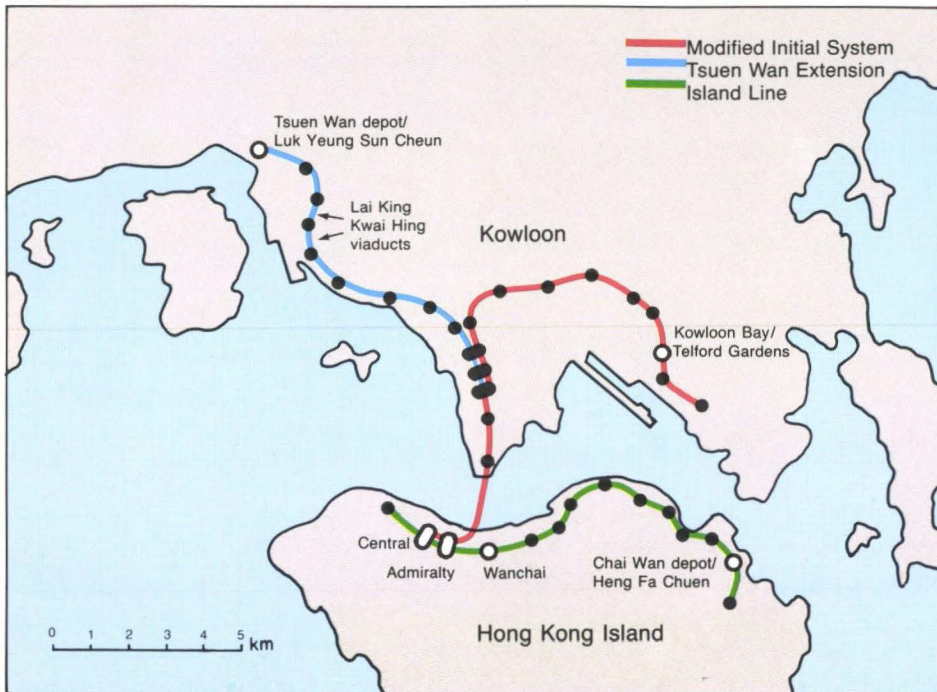 Modified Initial System
Tsuen Wan Extension
Island Line
Tsuen Wan depot/
Luk Yeung Sun Cheun
Lai King
Kwai Hing
viaducts
Kowloon
Kowloon Bay/
Telford Gardens
Central
Admiralty
Wanchai
Chai Wan depot/
Heng Fa Chuen
Hong Kong Island
0 1 2 3 4 5 km